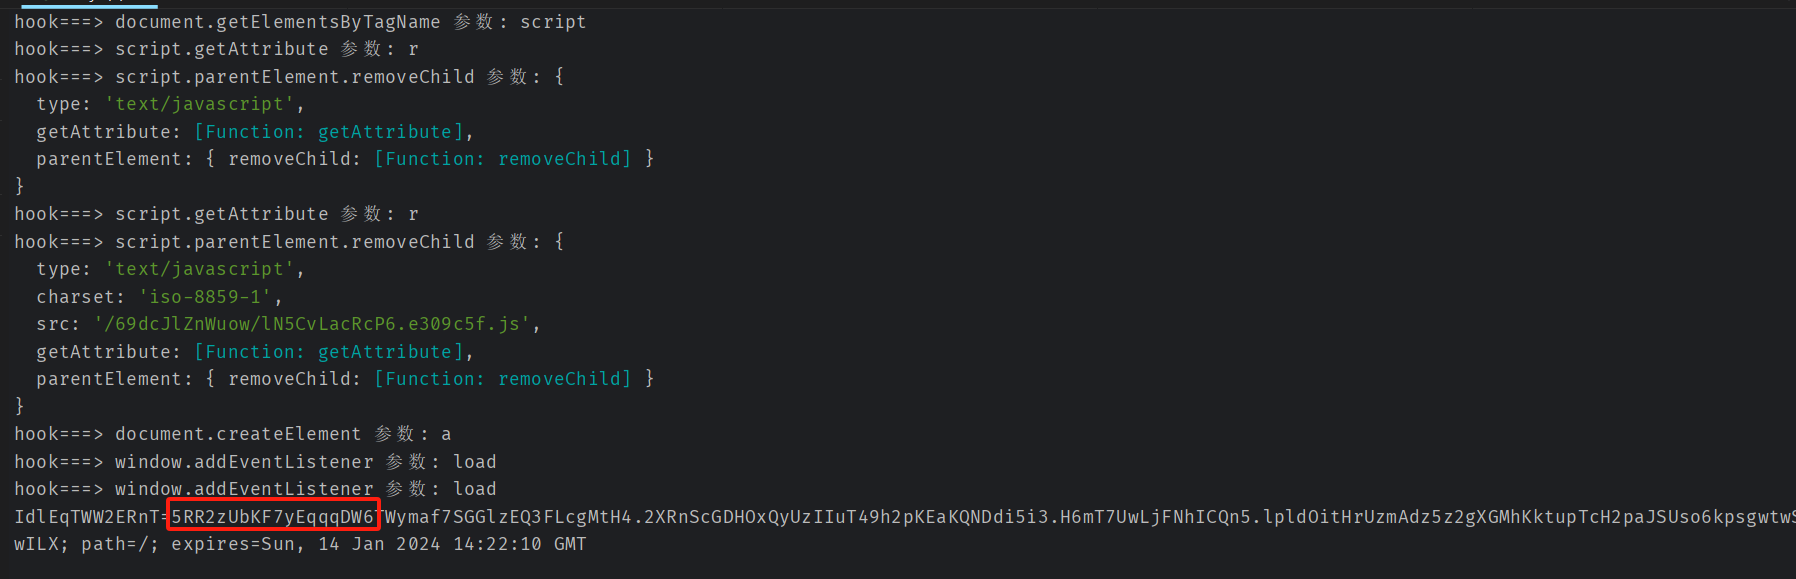 hook===> document.getElementsByTagName 参数: script
hook===> script.getAttribute 参数: r
hook===> script.parentElement.removeChild 参数: {
  type: 'text/javascript',
  getAttribute: [Function: getAttribute],
  parentElement: { removeChild: [Function: removeChild] }
}
hook===> script.getAttribute 参数: r
hook===> script.parentElement.removeChild 参数: {
  type: 'text/javascript',
  charset: 'iso-8859-1',
  src: '/69dcJlZnWuow/lN5CvLacRcP6.e309c5f.js',
  getAttribute: [Function: getAttribute],
  parentElement: { removeChild: [Function: removeChild] }
}
hook===> document.createElement 参数: a
hook===> window.addEventListener 参数: load
hook===> window.addEventListener 参数: load
IdlEqTWW2ERnT=5RR2zUbKF7yEqqqDW6TWymaf7SGGlzEQ3FLcgMtH4.2XRnScGDHOxQyUzIIuT49h2pKEaKQNDdi5i3.H6mT7UwLjFNhICQn5.lpldOitHrUzmAdz5z2gXGMhKktupTcH2paJSUso6kpsgwtwS
wILX; path=/; expires=Sun, 14 Jan 2024 14:22:10 GMT